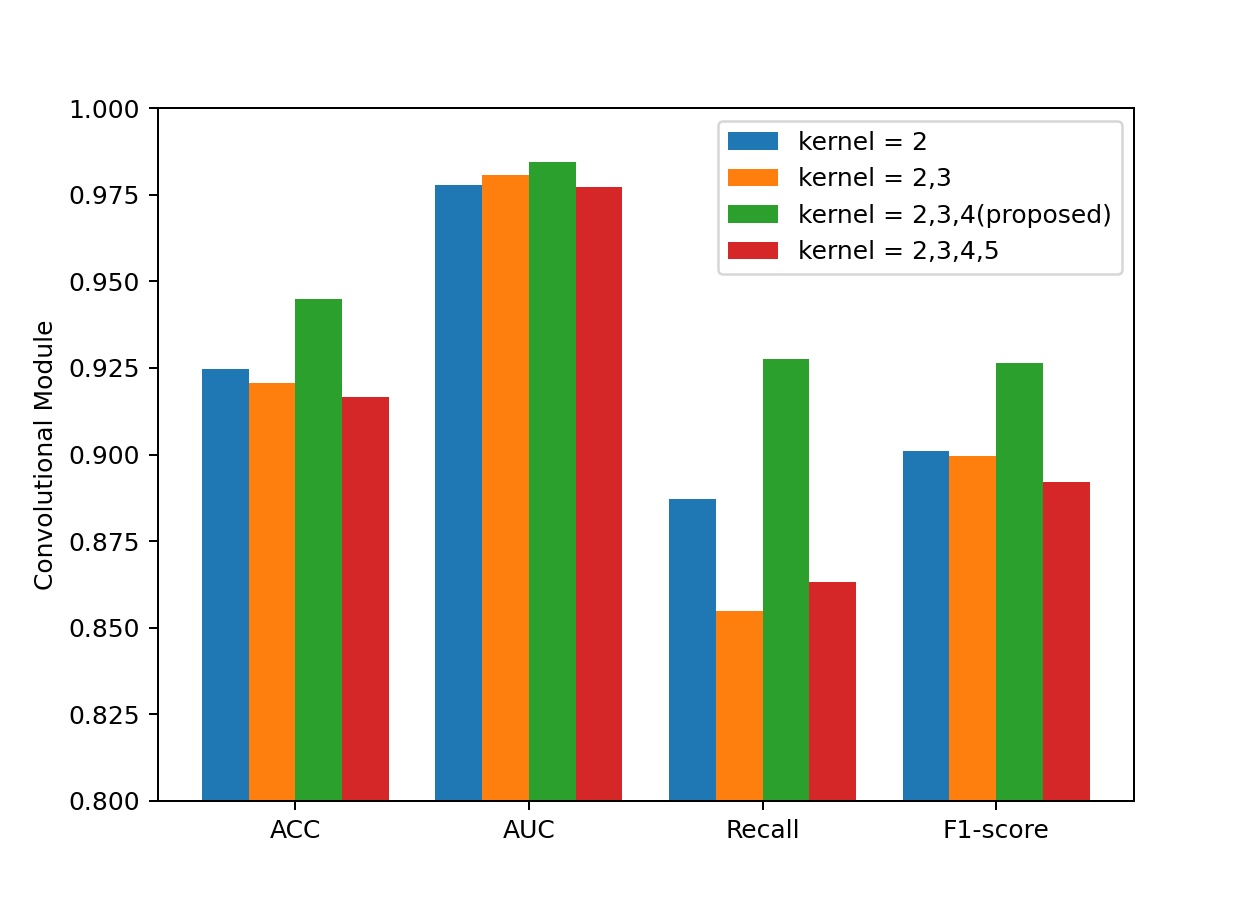 1.000
0.975
0.950
0.925
0.900
0.875
0.850
0.825
0.800
Convolutional Module
ACC
AUC
Recall
F1-score
kernel = 2
kernel = 2,3
kernel = 2,3,4(proposed)
kernel = 2,3,4,5